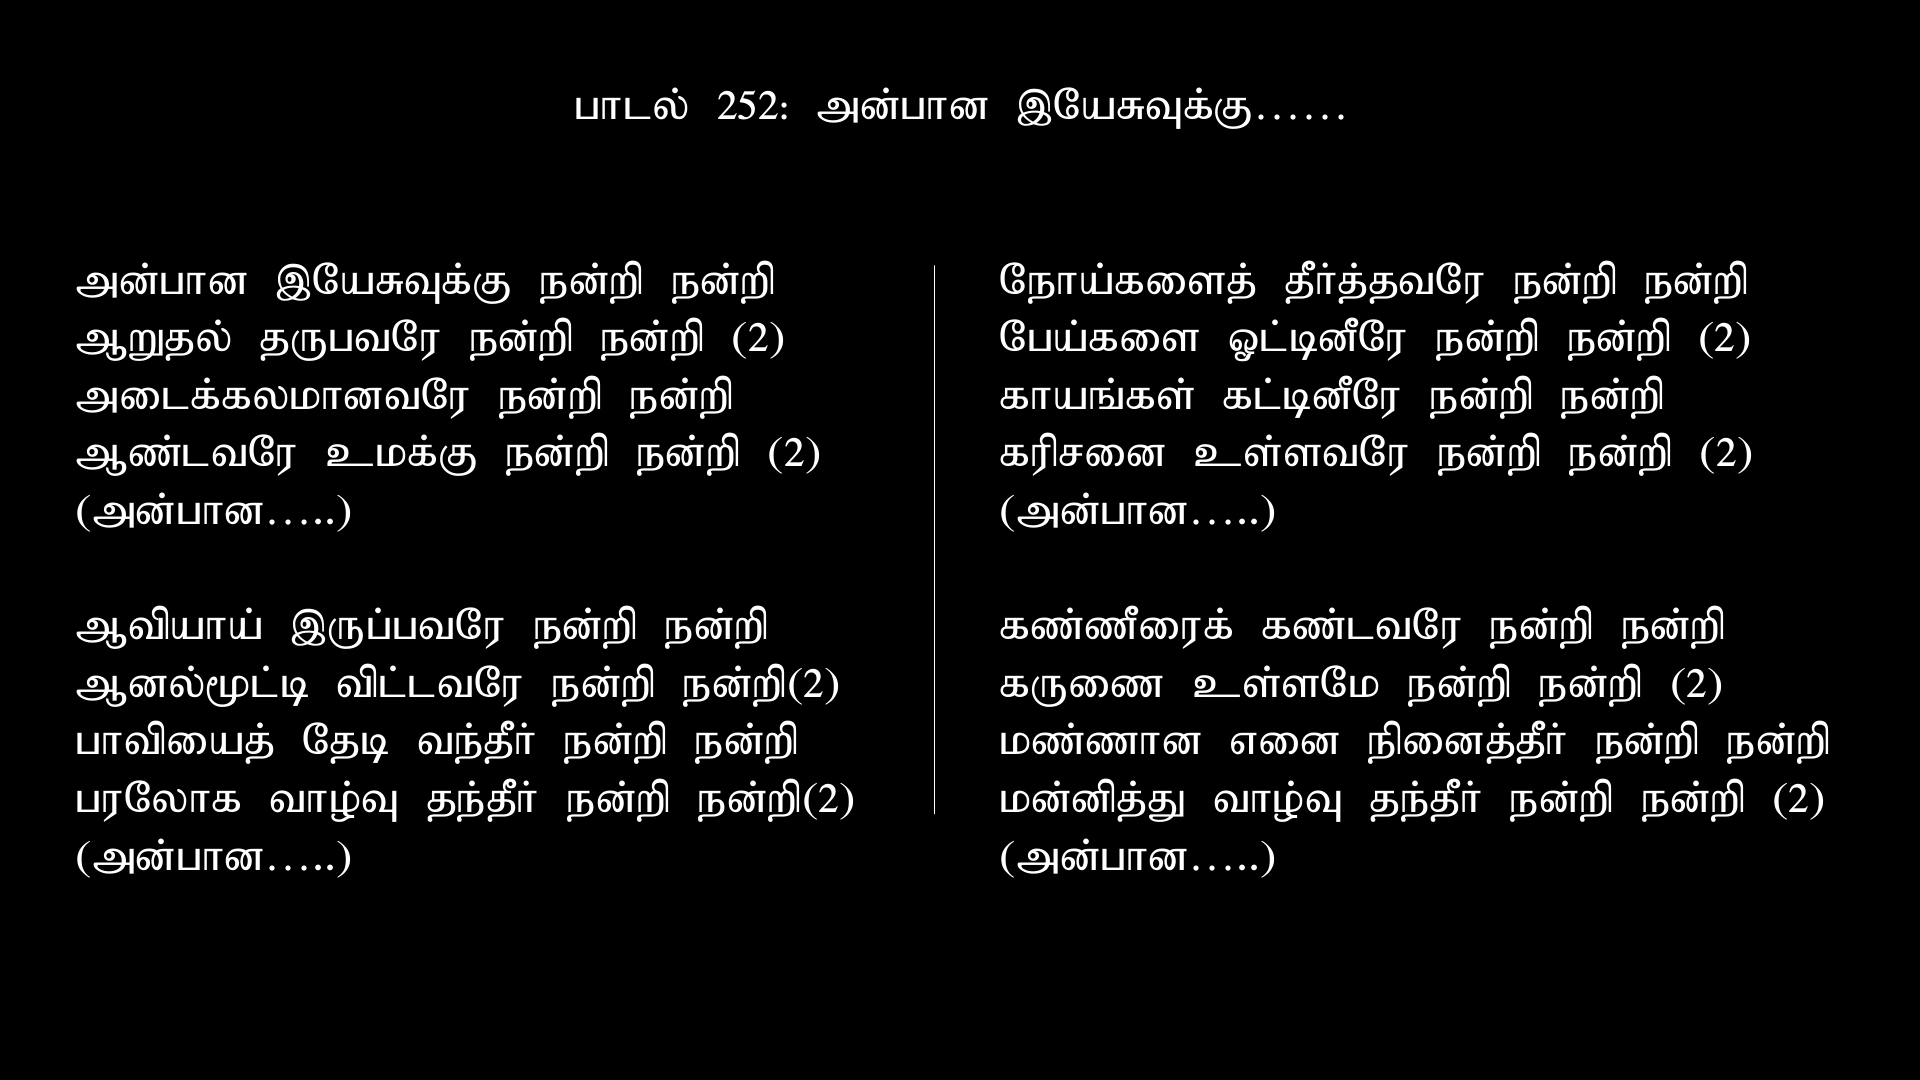 பாடல் 252: அன்பான இயேசுவுக்கு......
அன்பான இயேசுவுக்கு நன்றி நன்றி
ஆறுதல் தருபவரே நன்றி நன்றி (2)
அடைக்கலமானவரே நன்றி நன்றி
ஆண்டவரே உமக்கு நன்றி நன்றி (2)
(அன்பான.....)
ஆவியாய் இருப்பவரே நன்றி நன்றி
ஆனல்மூட்டி விட்டவரே நன்றி நன்றி(2)
பாவியைத் தேடி வந்தீர் நன்றி நன்றி
பரலோக வாழ்வு தந்தீர் நன்றி நன்றி(2)
(அன்பான.....)
நோய்களைத் தீர்த்தவரே நன்றி நன்றி
பேய்களை ஓட்டினீரே நன்றி நன்றி (2)
காயங்கள் கட்டினீரே நன்றி நன்றி
கரிசனை உள்ளவரே நன்றி நன்றி (2)
(அன்பான.....)
கண்ணீரைக் கண்டவரே நன்றி நன்றி
கருணை உள்ளமே நன்றி நன்றி (2)
மண்ணான எனை நினைத்தீர் நன்றி நன்றி
மன்னித்து வாழ்வு தந்தீர் நன்றி நன்றி (2)
(அன்பான.....)